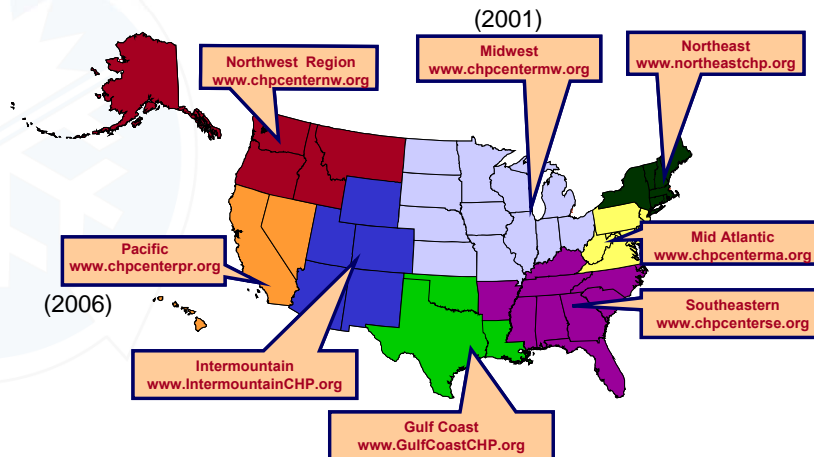 (2001)
Northwest  Region
www.chpcenternw.org
Midwest
www.chpcentermw.org
Northeast
www.northeastchp.org
Pacific
www.chpcenterpr.org
(2006)
Mid Atlantic
www.chpcenterma.org
Southeastern
www.chpcenterse.org
Intermountain
www.IntermountainCHP.org
Gulf Coast
www.GulfCoastCHP.org